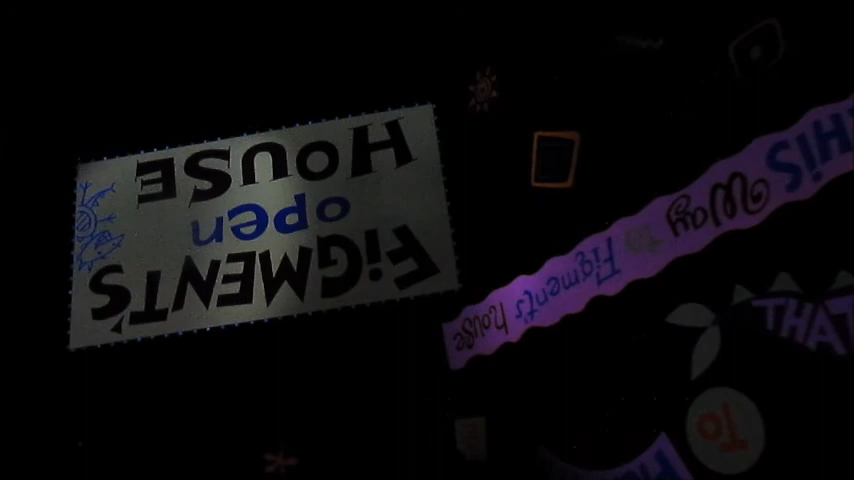 FiGMENT'S
open
HOUSE
THiS Way to Figment's house
THAT
To